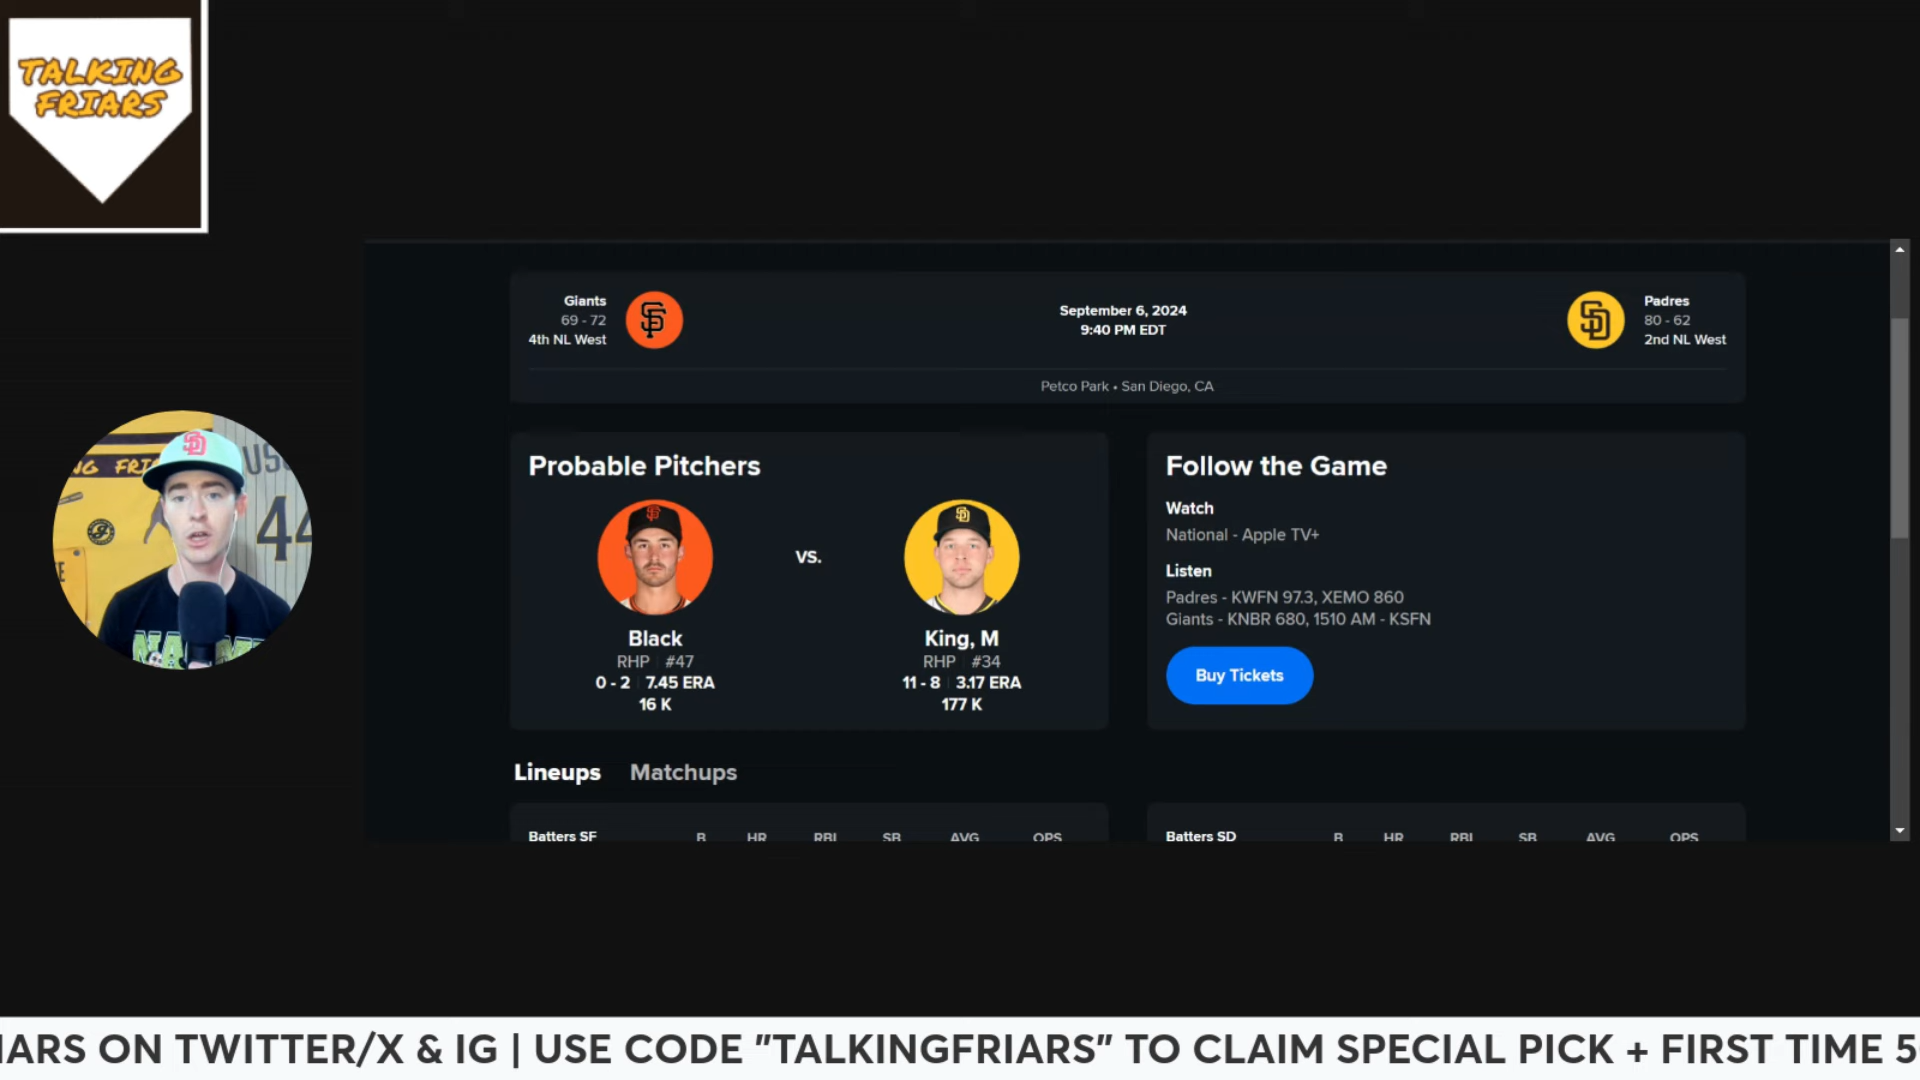 TALKING
FRIARS
Giants
69 - 72
4th NL West
September 6, 2024
9:40 PM EDT
Padres
80 - 62
2nd NL West
Petco Park • San Diego, CA
Probable Pitchers
VS.
Black
RHP #47
0 - 2 7.45 ERA
16 K
King, M
RHP #34
11 - 8 3.17 ERA
177 K
Follow the Game
Watch
National - Apple TV+
Listen
Padres - KWFN 97.3, XEMO 860
Giants - KNBR 680, 1510 AM - KSFN
Buy Tickets
Lineups Matchups
Batters SF B HR RBI SB AVG OPS
Batters SD B HR RBI SB AVG OPS
SD
44
IARS ON TWITTER/X & IG | USE CODE "TALKINGFRIARS" TO CLAIM SPECIAL PICK + FIRST TIME 5